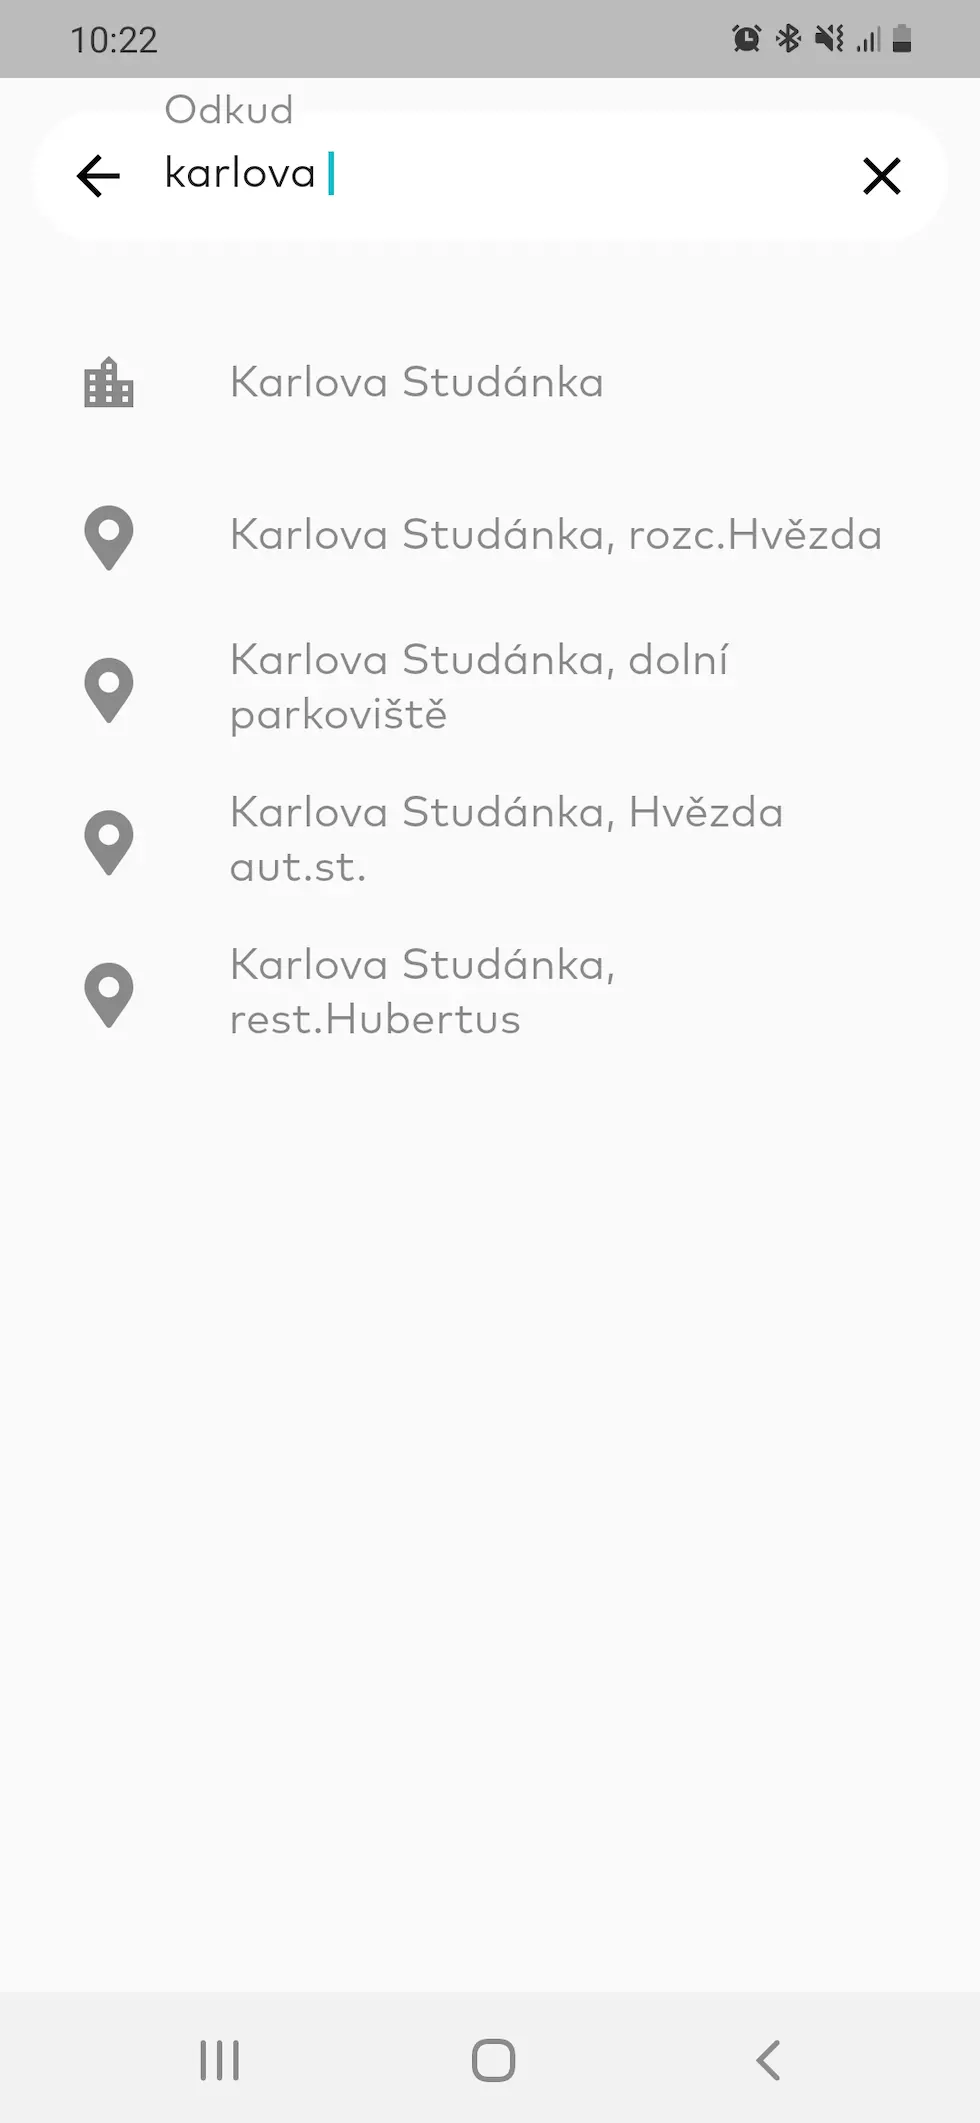 10:22
Odkud
karlova
Karlova Studánka
Karlova Studánka, rozc.Hvězda
Karlova Studánka, dolní
parkoviště
Karlova Studánka, Hvězda
aut.st.
Karlova Studánka,
rest.Hubertus